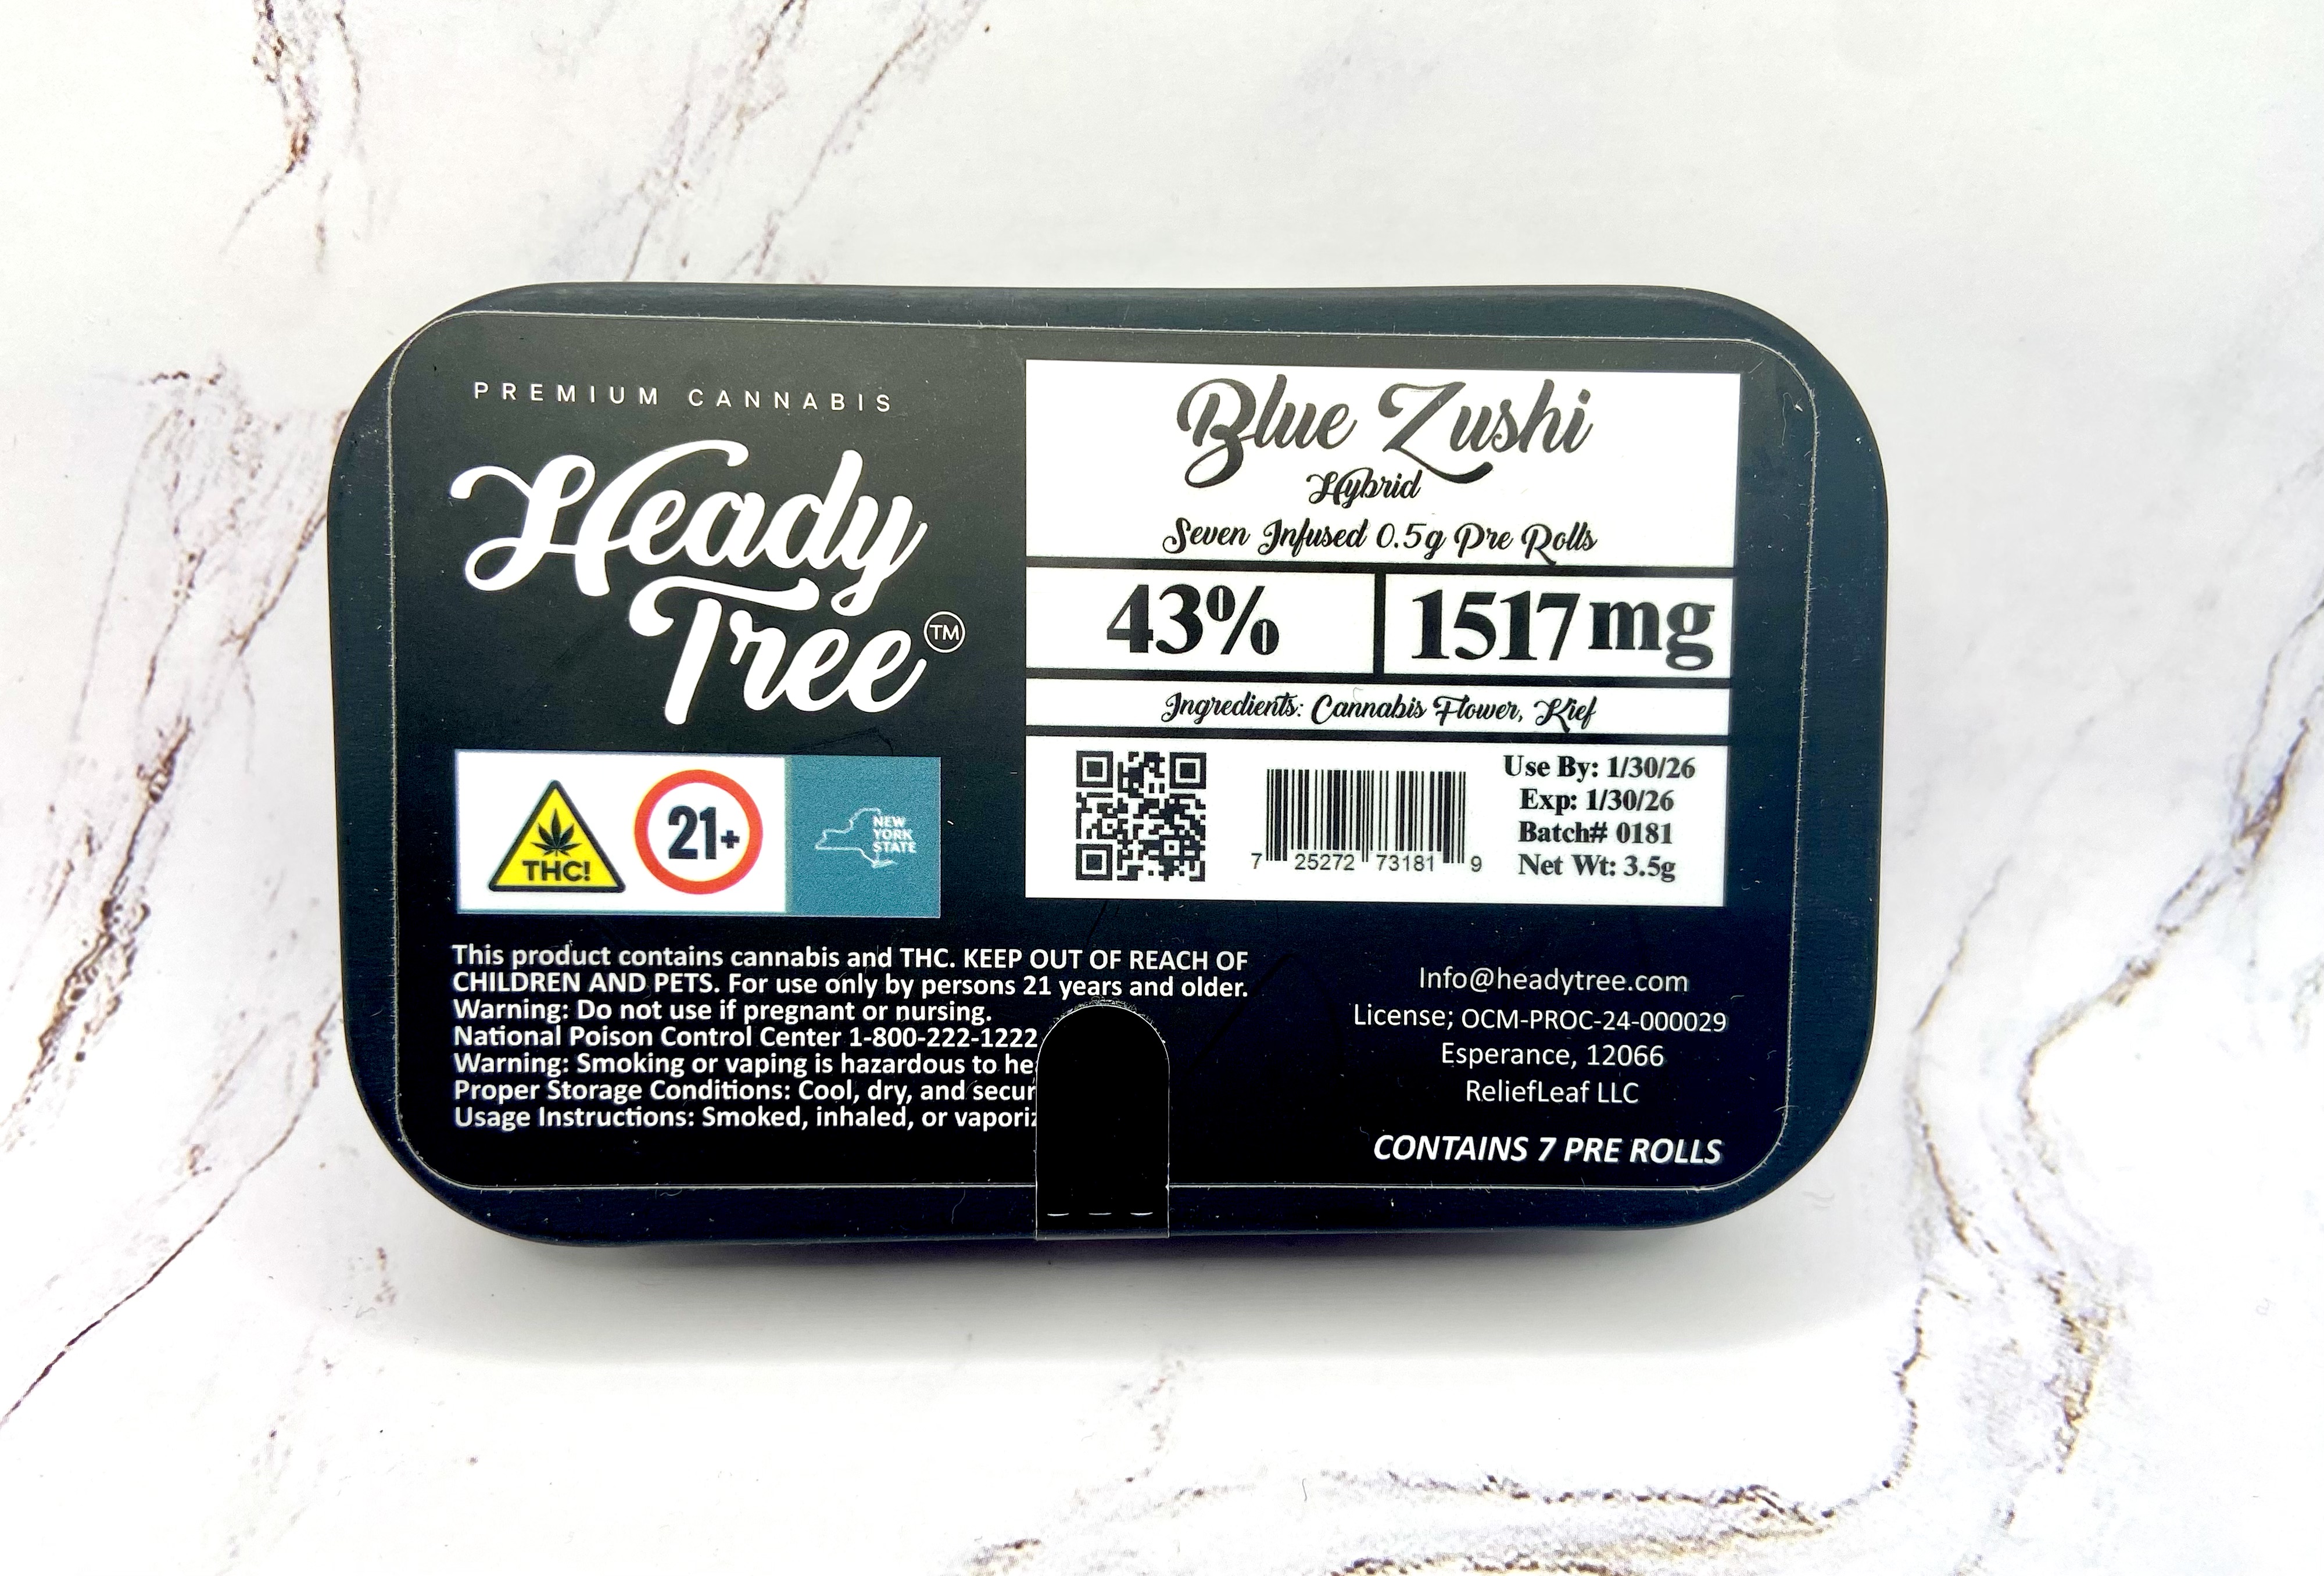 PREMIUM CANNABIS
Heady
Tree TM
THC!
21+
NEW
YORK
STATE
This product contains cannabis and THC. KEEP OUT OF REACH OF
CHILDREN AND PETS. For use only by persons 21 years and older.
Warning: Do not use if pregnant or nursing.
National Poison Control Center 1-800-222-1222
Warning: Smoking or vaping is hazardous to
Proper Storage Conditions: Cool, dry, and
Usage Instructions: Smoked, inhaled, or
Blue Zushi
Hybrid
Seven Infused 0.5g Pre Rolls
43%
1517mg
Ingredients: Cannabis Flower, Kief
7 25272 73181 9
Use By: 1/30/26
Exp: 1/30/26
Batch# 0181
Net Wt: 3.5g
Info@headytree.com
License; OCM-PROC-24-000029
Esperance, 12066
ReliefLeaf LLC
CONTAINS 7 PRE ROLLS